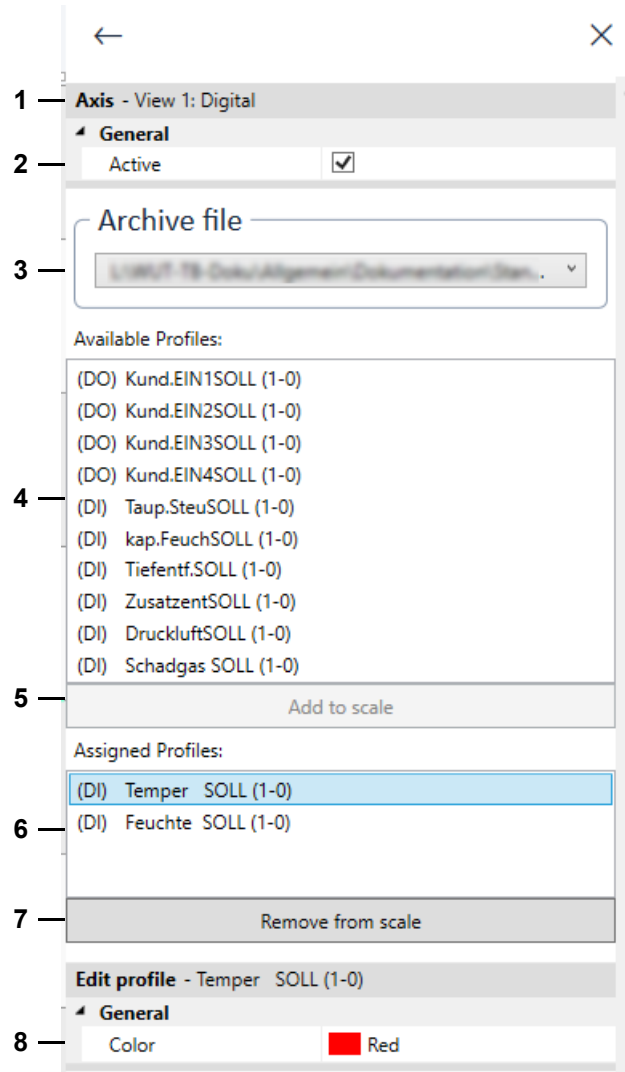 1 Axis - View 1: Digital
General
2 Active
Archive file
3
Available Profiles:
(DO) Kund.EIN1SOLL (1-0)
(DO) Kund.EIN2SOLL (1-0)
(DO) Kund.EIN3SOLL (1-0)
(DO) Kund.EIN4SOLL (1-0)
4 (DI) Taup.SteuSOLL (1-0)
(DI) kap.FeuchSOLL (1-0)
(DI) Tiefentf.SOLL (1-0)
(DI) ZusatzentSOLL (1-0)
(DI) DruckluftSOLL (1-0)
(DI) Schadgas SOLL (1-0)
5 Add to scale
Assigned Profiles:
(DI) Temper SOLL (1-0)
6 (DI) Feuchte SOLL (1-0)
7 Remove from scale
Edit profile - Temper SOLL (1-0)
General
8 Color Red